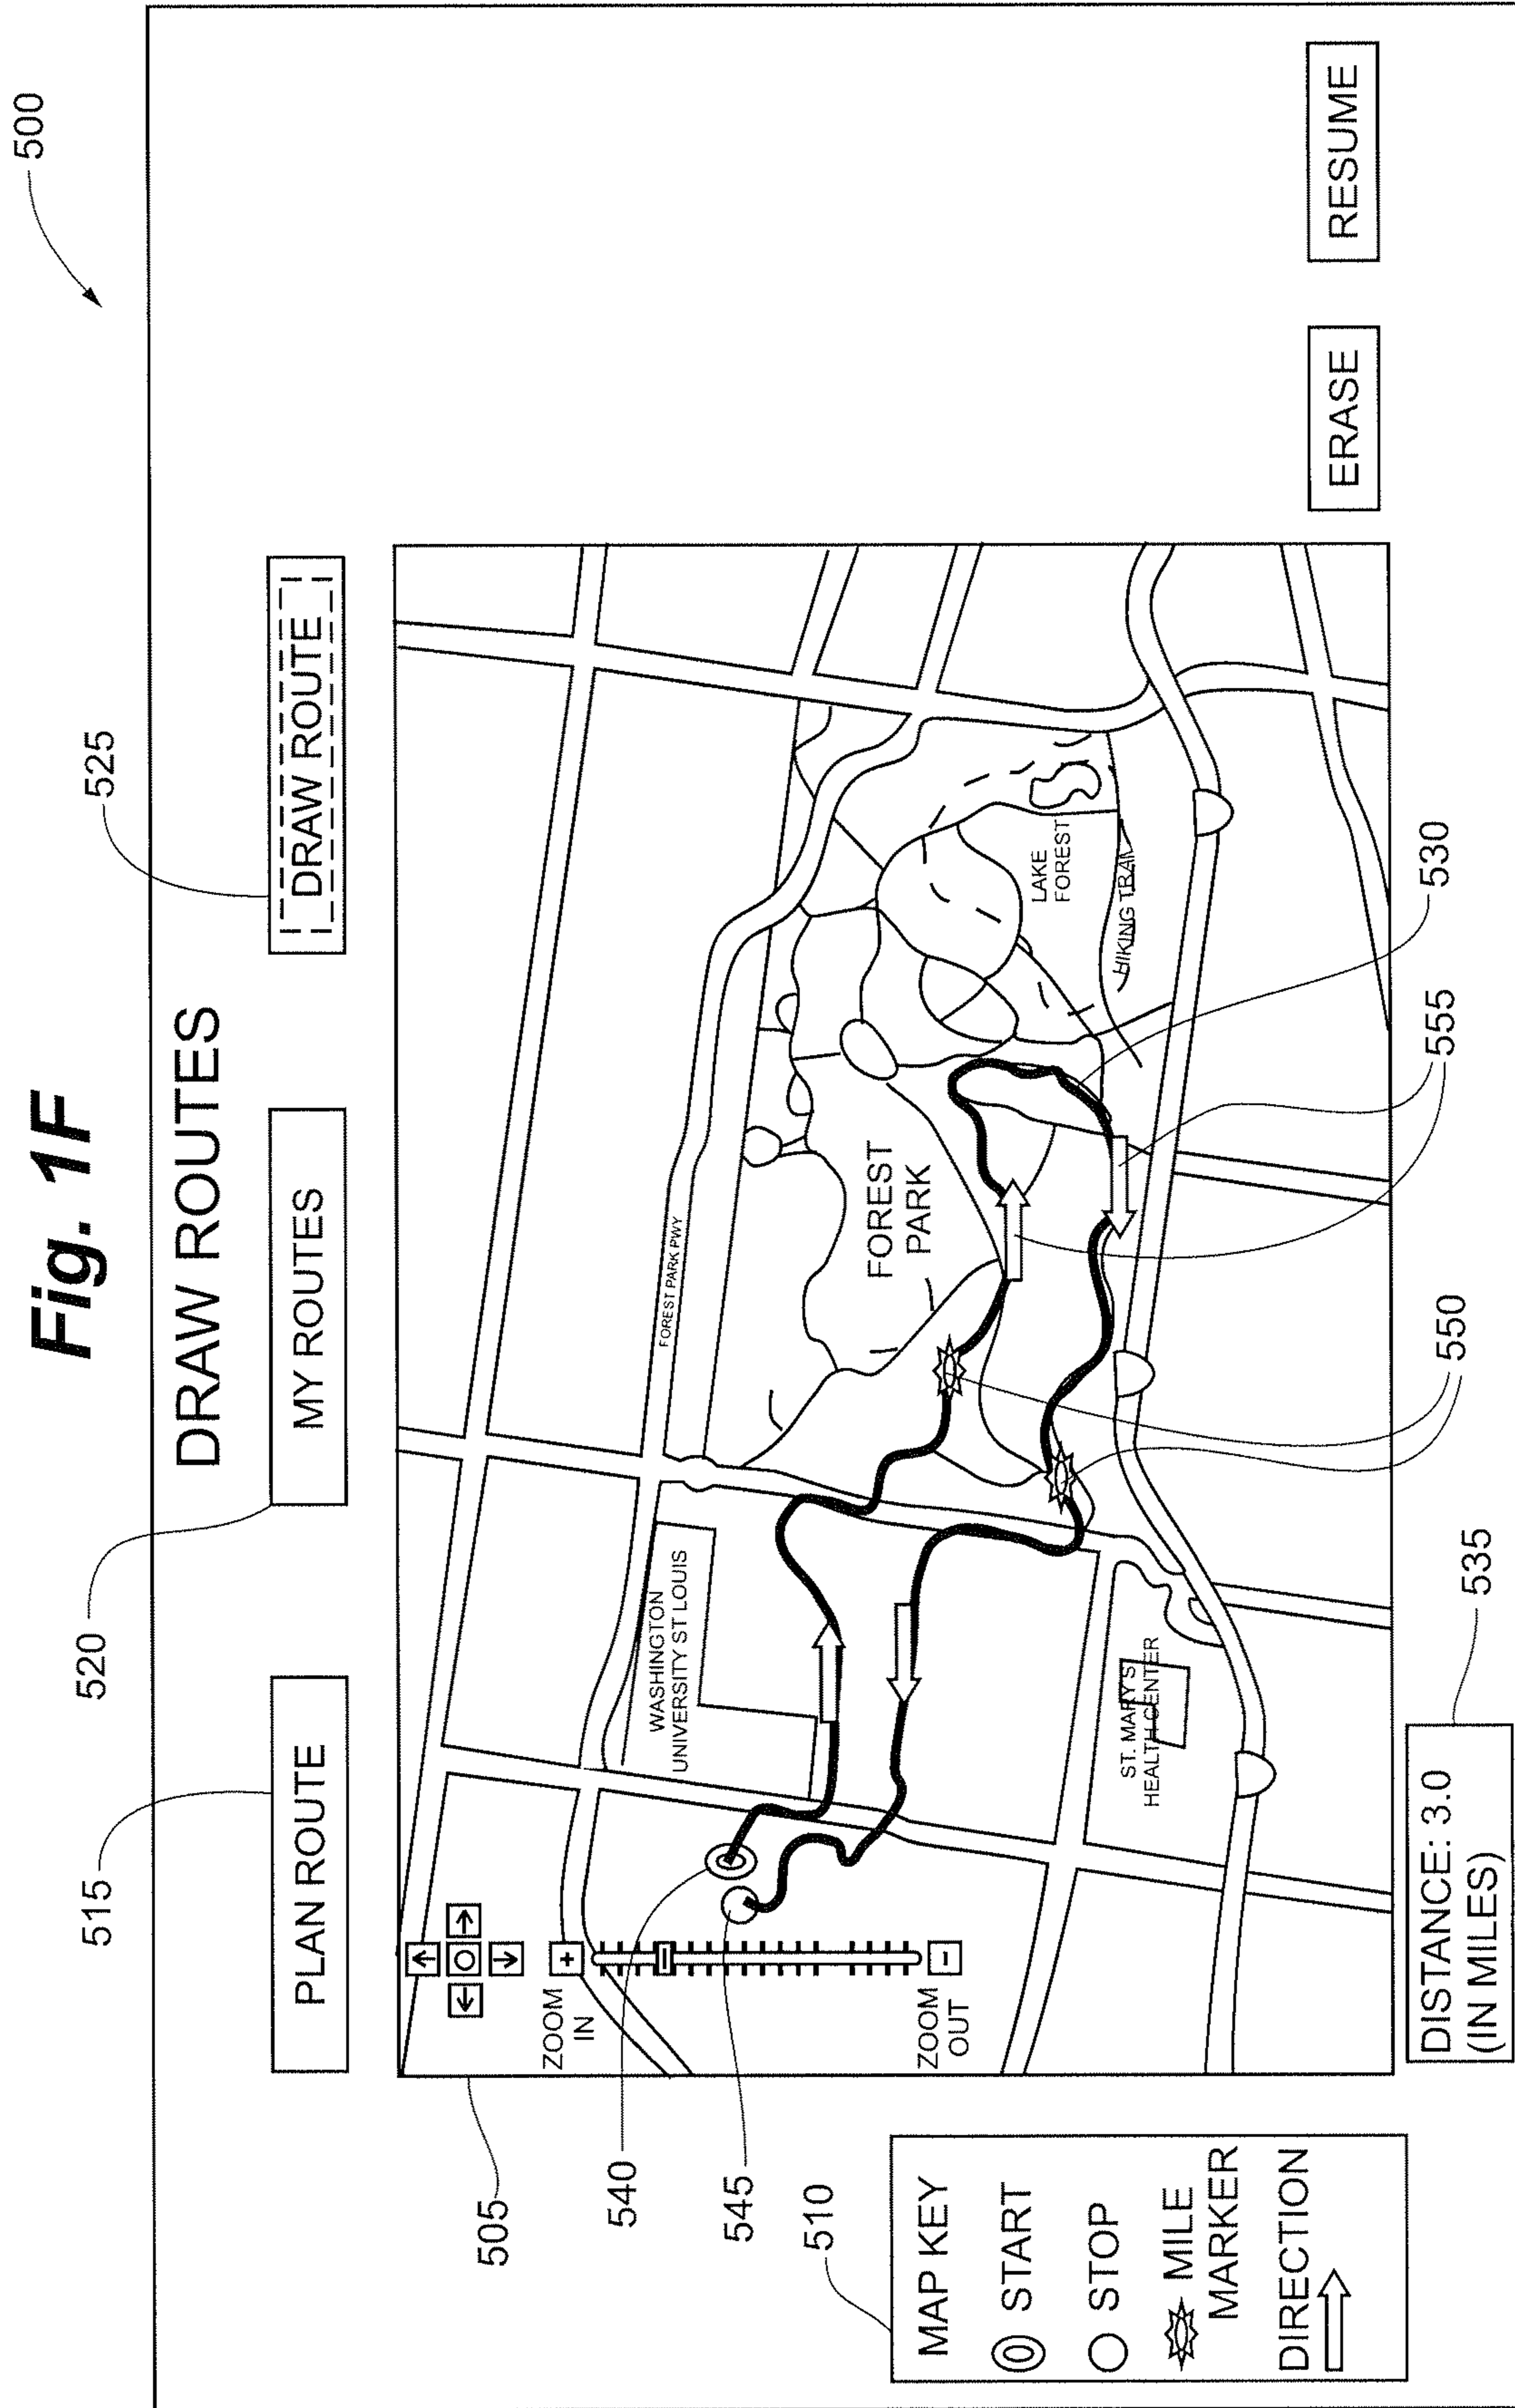 Fig. 1F
500
DRAW ROUTES
515
520
525
PLAN ROUTE
MY ROUTES
DRAW ROUTE
505
ZOOM
IN
ZOOM
OUT
540
545
510
MAP KEY
START
STOP
MILE
MARKER
DIRECTION
FOREST PARK PWY
WASHINGTON
UNIVERSITY ST LOUIS
FOREST
PARK
LAKE
FOREST
HIKING TRAIL
ST. MARY'S
HEALTH CENTER
530
555
550
535
DISTANCE: 3.0
(IN MILES)
ERASE
RESUME